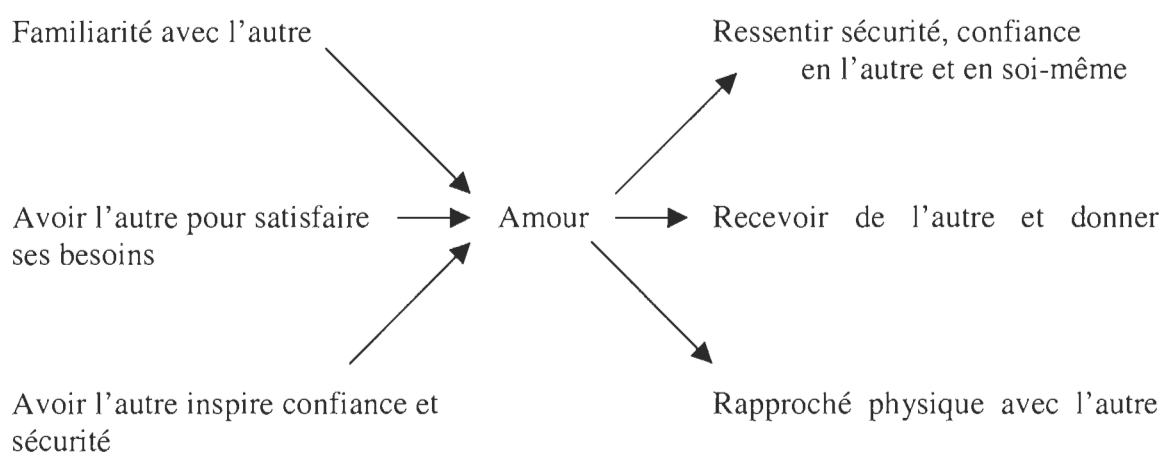 Familiarité avec l'autre
Ressentir sécurité, confiance
en l'autre et en soi-même
Avoir l'autre pour satisfaire
ses besoins
Amour
Recevoir de l'autre et donner
Avoir l'autre inspire confiance et
sécurité
Rapproché physique avec l'autre